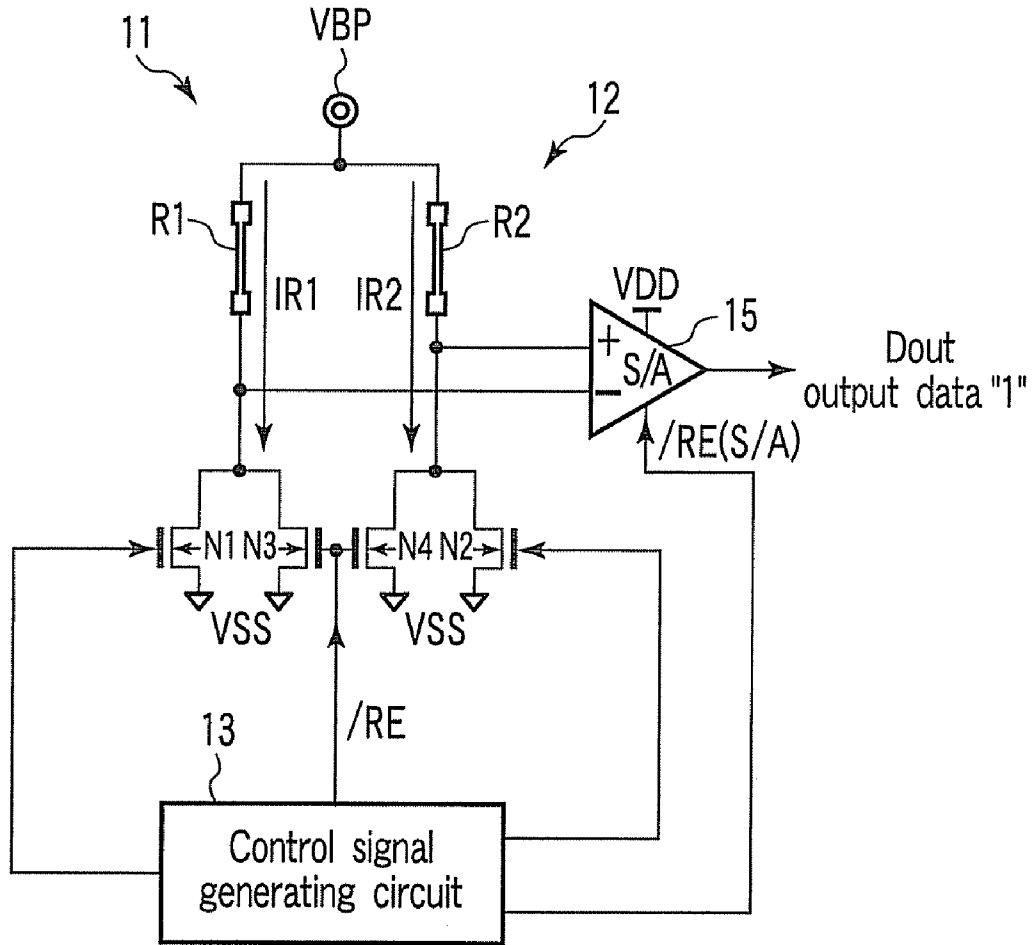 11
VBP
12
R1
R2
IR1
IR2
VDD
15
+
S/A
−
Dout
output data "1"
/RE(S/A)
N1 N3
N4 N2
VSS
VSS
/RE
13
Control signal
generating circuit